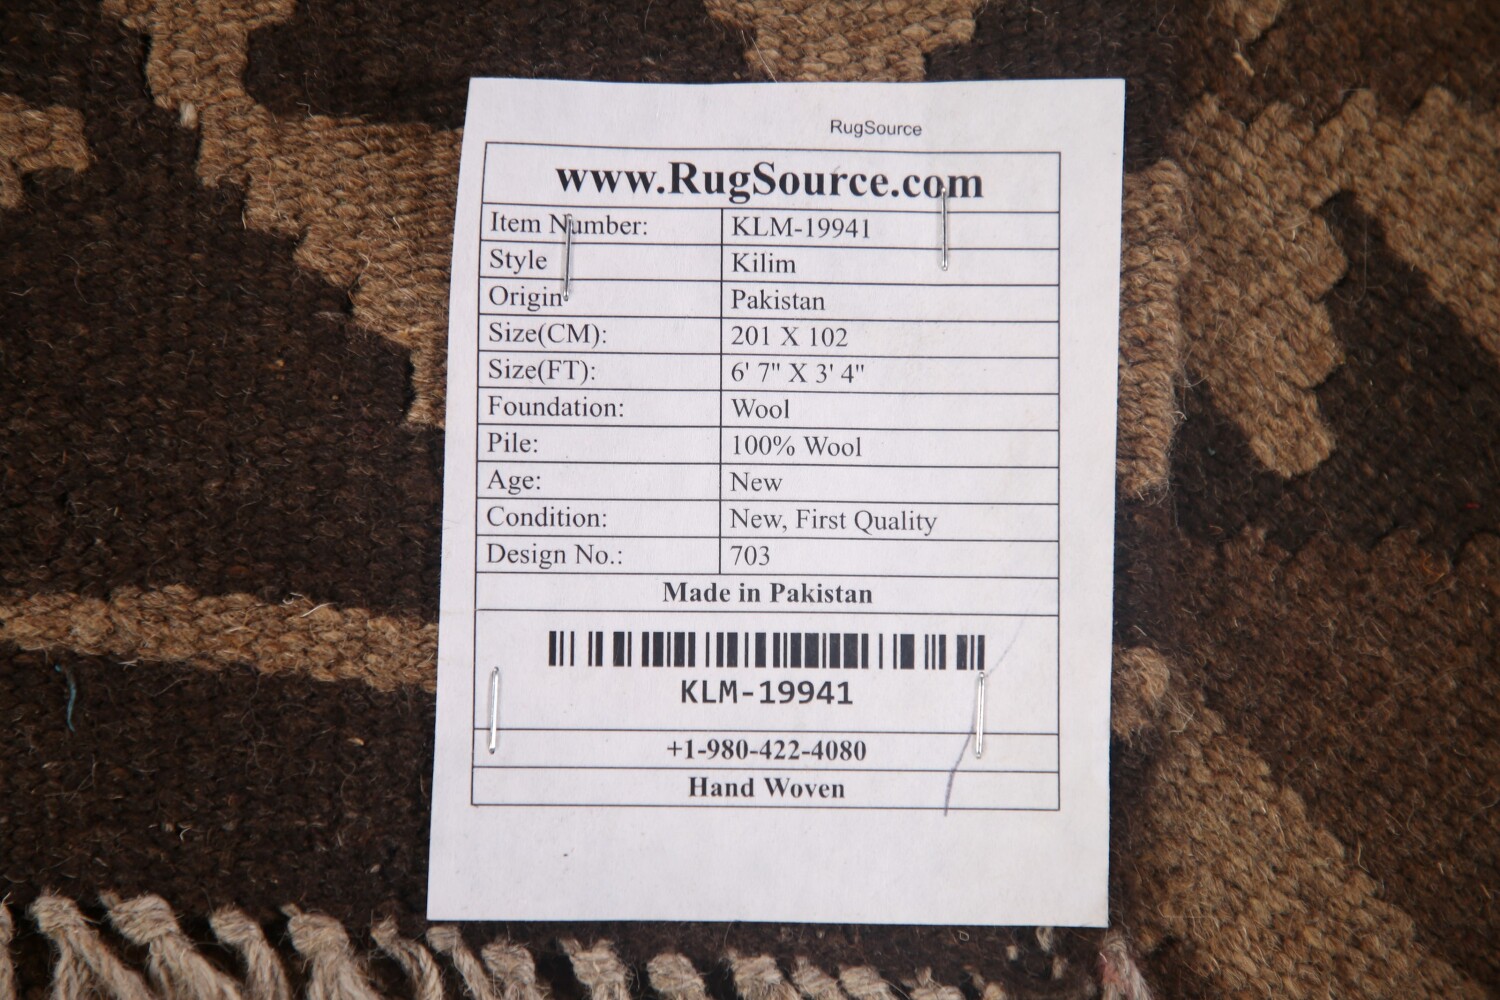 RugSource
www.RugSource.com
Item Number: KLM-19941
Style Kilim
Origin Pakistan
Size(CM): 201 X 102
Size(FT): 6' 7" X 3' 4"
Foundation: Wool
Pile: 100% Wool
Age: New
Condition: New, First Quality
Design No.: 703
Made in Pakistan
KLM-19941
+1-980-422-4080
Hand Woven